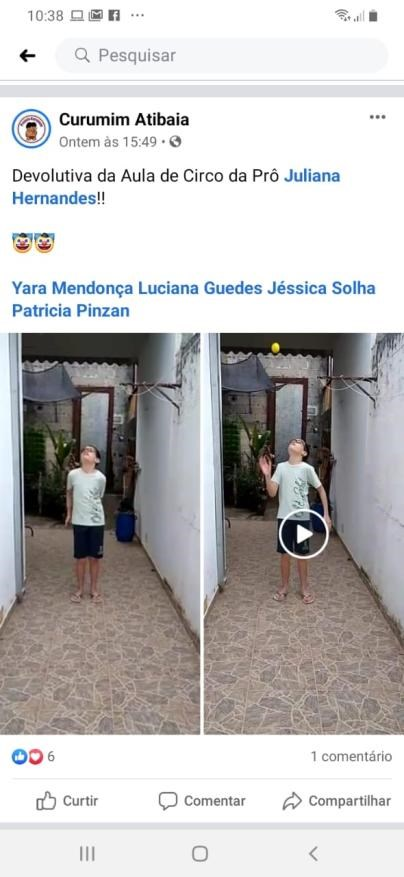 10:38
Pesquisar
Curumim Atibaia
Ontem às 15:49
Devolutiva da Aula de Circo da Prô Juliana
Hernandes!!
Yara Mendonça Luciana Guedes Jéssica Solha
Patricia Pinzan
6
1 comentário
Curtir
Comentar
Compartilhar